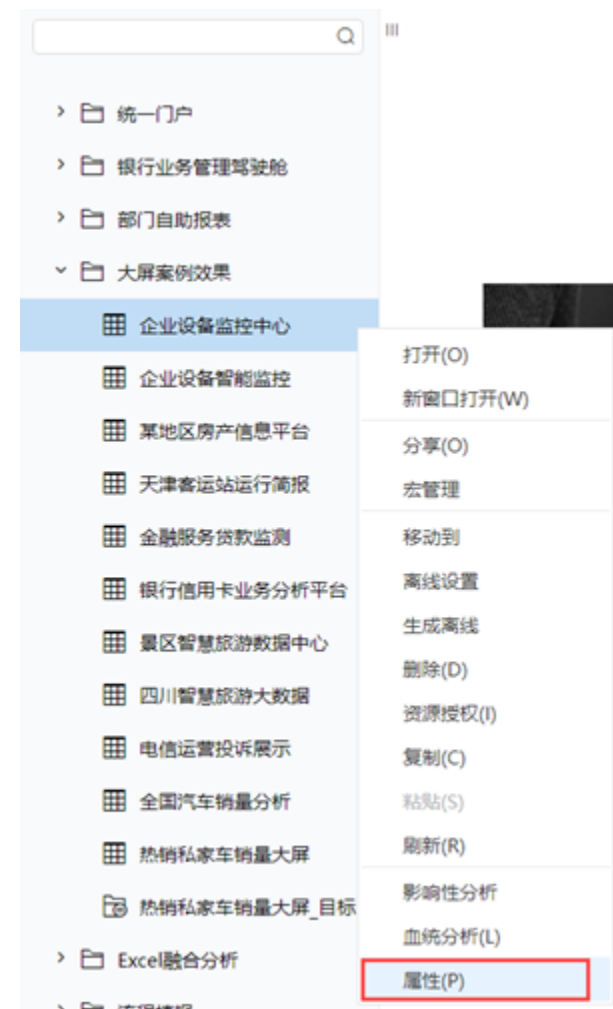 统一门户
银行业务管理驾驶舱
部门自助报表
大屏案例效果
企业设备监控中心
企业设备智能监控
某地区房产信息平台
天津客运站运行简报
金融服务贷款监测
银行信用卡业务分析平台
景区智慧旅游数据中心
四川智慧旅游大数据
电信运营投诉展示
全国汽车销量分析
热销私家车销量大屏
热销私家车销量大屏_目标
Excel融合分析
打开(O)
新窗口打开(W)
分享(O)
宏管理
移动到
离线设置
生成离线
删除(D)
资源授权(I)
复制(C)
粘贴(S)
刷新(R)
影响性分析
血统分析(L)
属性(P)